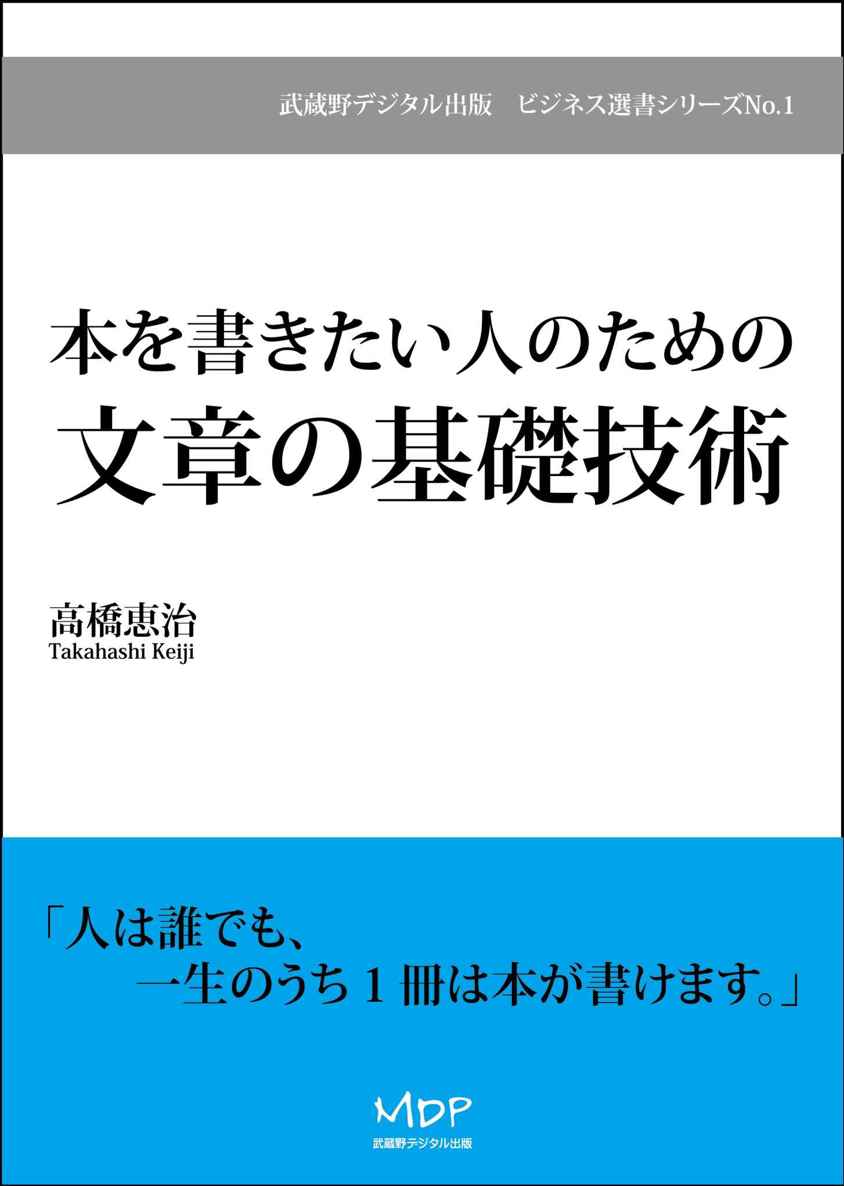 武蔵野デジタル出版　ビジネス選書シリーズNo.1
本を書きたい人のための
文章の基礎技術
高橋恵治
Takahashi Keiji
「人は誰でも、
一生のうち1冊は本が書けます。」
MDP
武蔵野デジタル出版